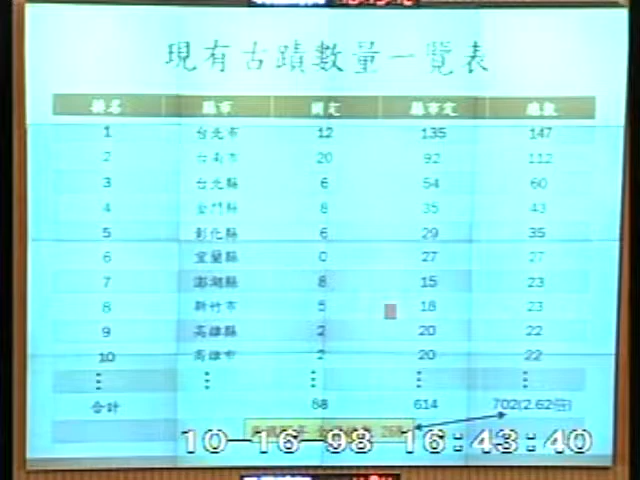 現有古蹟數量一覽表
排名 縣市 國定 縣市定 總數
1 台北市 12 135 147
2 台南市 20 92 112
3 台北縣 6 54 60
4 金門縣 8 35 43
5 彰化縣 6 29 35
6 宜蘭縣 0 27 27
7 澎湖縣 8 15 23
8 新竹市 5 18 23
9 高雄縣 2 20 22
10 高雄市 2 20 22
⋮ ⋮ ⋮ ⋮ ⋮
合計 88 614 702(2.62倍)
10-16-98 16:43:40